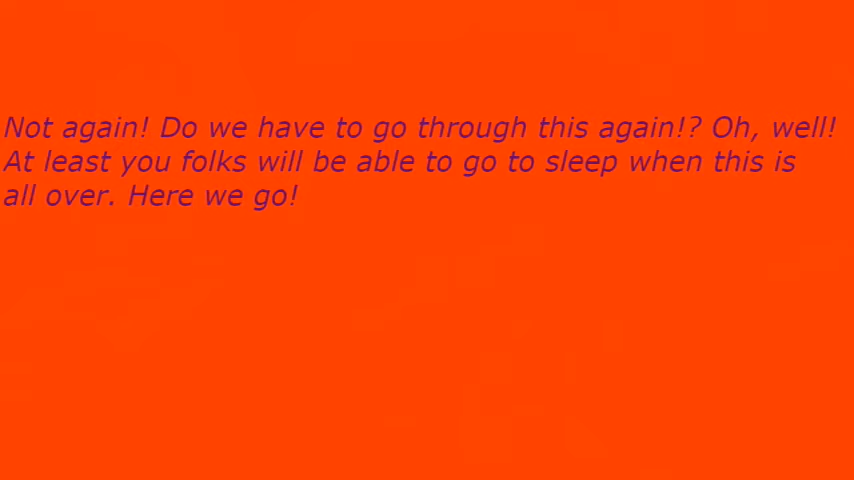 Not again! Do we have to go through this again!? Oh, well!
At least you folks will be able to go to sleep when this is
all over. Here we go!